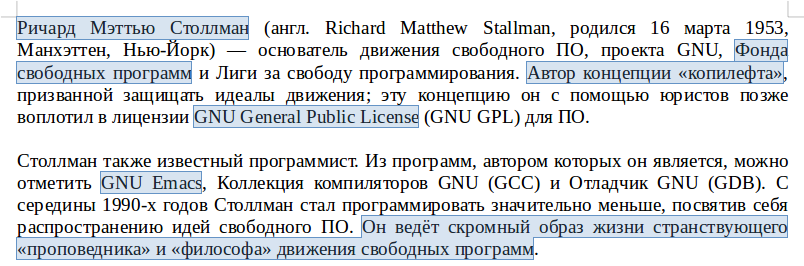 Ричард Мэттью Столлман (англ. Richard Matthew Stallman, родился 16 марта 1953,
Манхэттен, Нью-Йорк) — основатель движения свободного ПО, проекта GNU, Фонда
свободных программ и Лиги за свободу программирования. Автор концепции «копилефта»,
призванной защищать идеалы движения; эту концепцию он с помощью юристов позже
воплотил в лицензии GNU General Public License (GNU GPL) для ПО.
Столлман также известный программист. Из программ, автором которых он является, можно
отметить GNU Emacs, Коллекция компиляторов GNU (GCC) и Отладчик GNU (GDB). С
середины 1990-х годов Столлман стал программировать значительно меньше, посвятив себя
распространению идей свободного ПО. Он ведёт скромный образ жизни странствующего
«проповедника» и «философа» движения свободных программ.